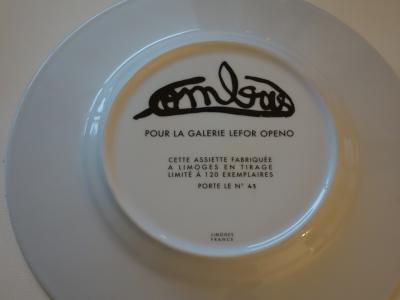 Combas
POUR LA GALERIE LEFOR OPENO
CETTE ASSIETTE FABRIQUÉE
A LIMOGES EN TIRAGE
LIMITÉ À 120 EXEMPLAIRES
PORTE LE N° 43
LIMOGES
FRANCE